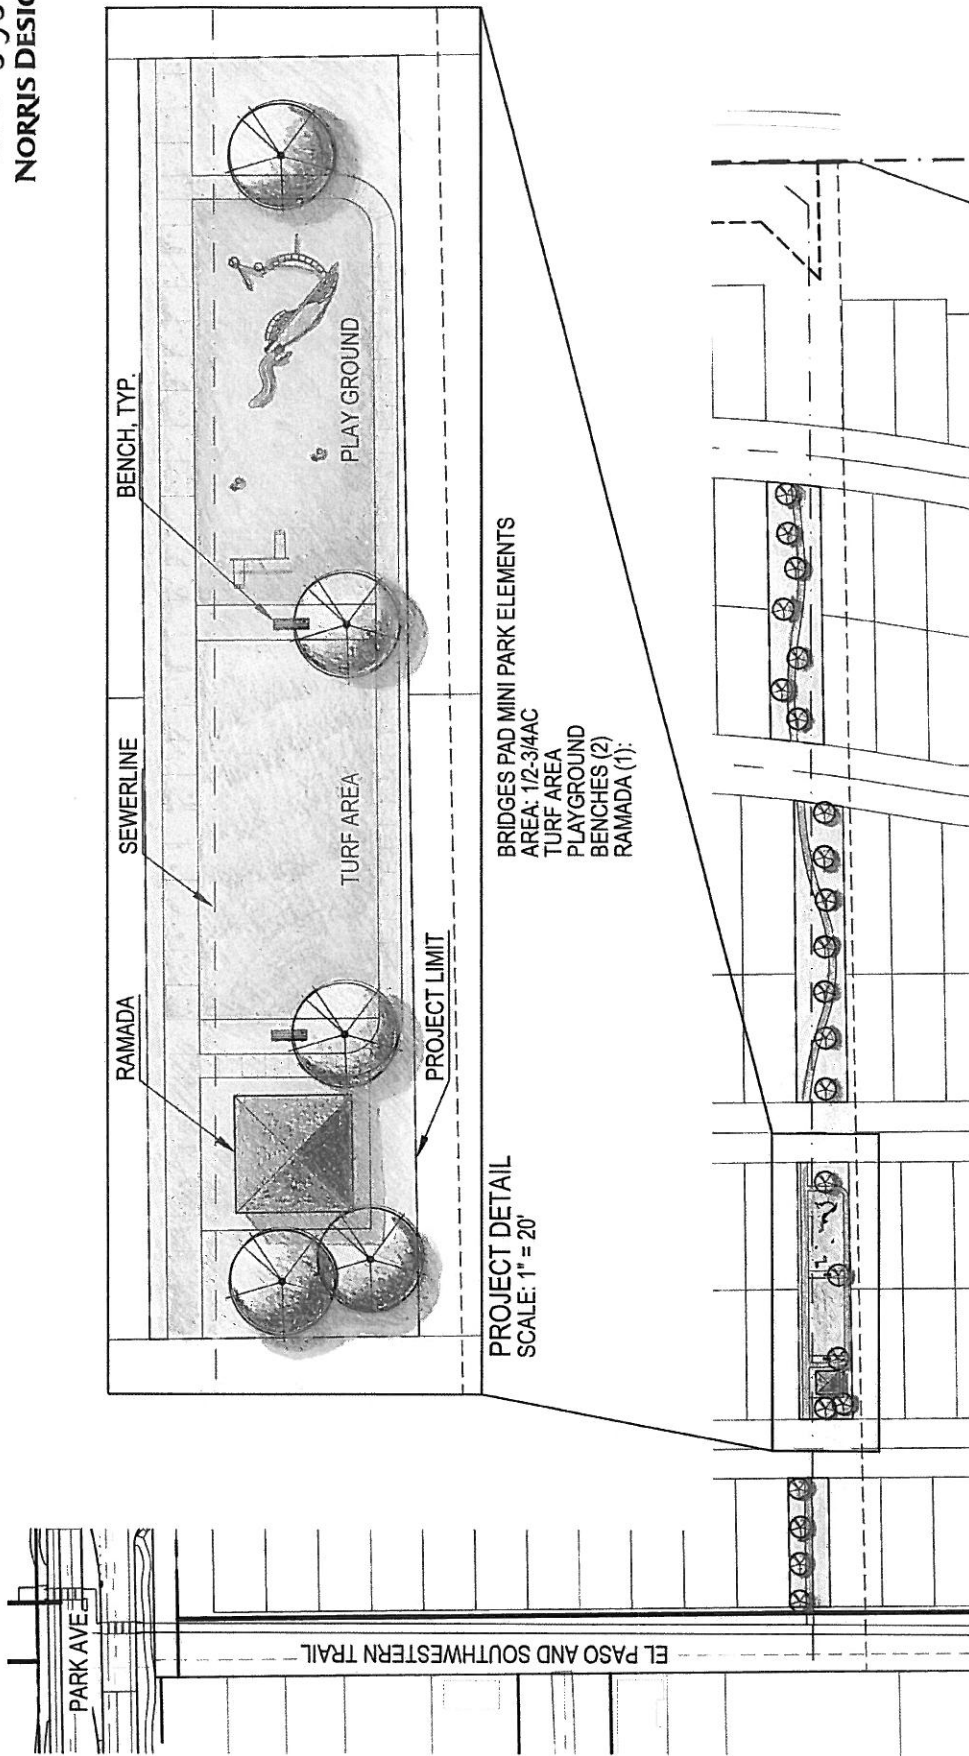 NORRIS DESIG
RAMADA
SEWERLINE
BENCH, TYP.
TURF AREA
PLAY GROUND
PROJECT LIMIT
PROJECT DETAIL
SCALE: 1" = 20'
BRIDGES PAD MINI PARK ELEMENTS
AREA: 1/2-3/4AC
TURF AREA
PLAYGROUND
BENCHES (2)
RAMADA (1):
PARK AVE
EL PASO AND SOUTHWESTERN TRAIL